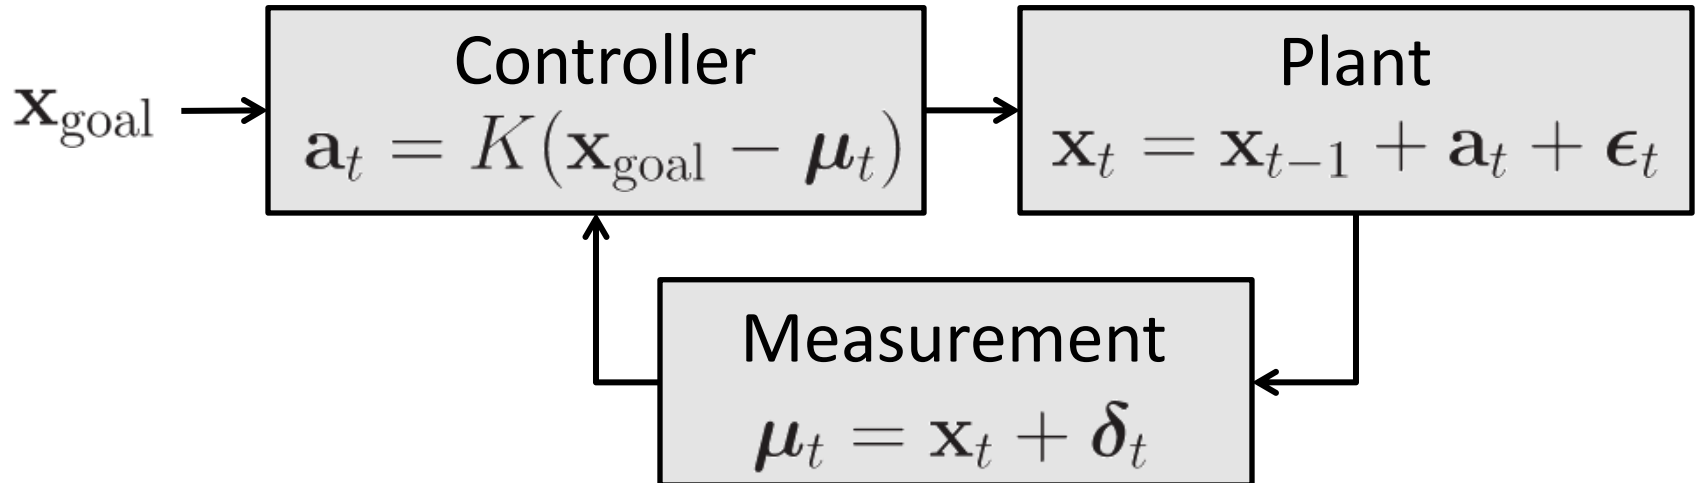 x_goal
Controller
a_t = K(x_goal − μ_t)
Plant
x_t = x_{t−1} + a_t + ϵ_t
Measurement
μ_t = x_t + δ_t